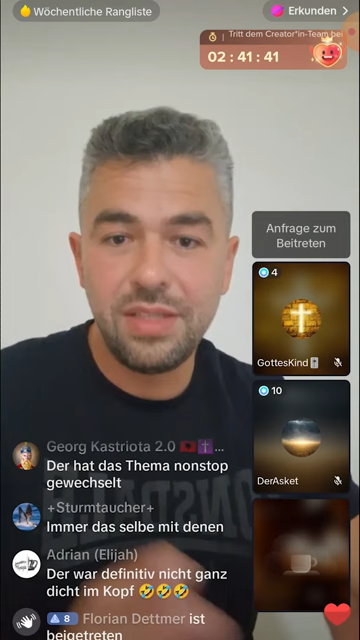 Wöchentliche Rangliste
Erkunden >
Tritt dem Creator*in-Team bei
02 : 41 : 41
Anfrage zum
Beitreten
4
GottesKind
10
DerAsket
Georg Kastriota 2.0 🇦🇱✝️...
Der hat das Thema nonstop
gewechselt
+Sturmtaucher+
Immer das selbe mit denen
Adrian (Elijah)
Der war definitiv nicht ganz
dicht im Kopf 🤣🤣🤣
8 Florian Dettmer ist
beigetreten